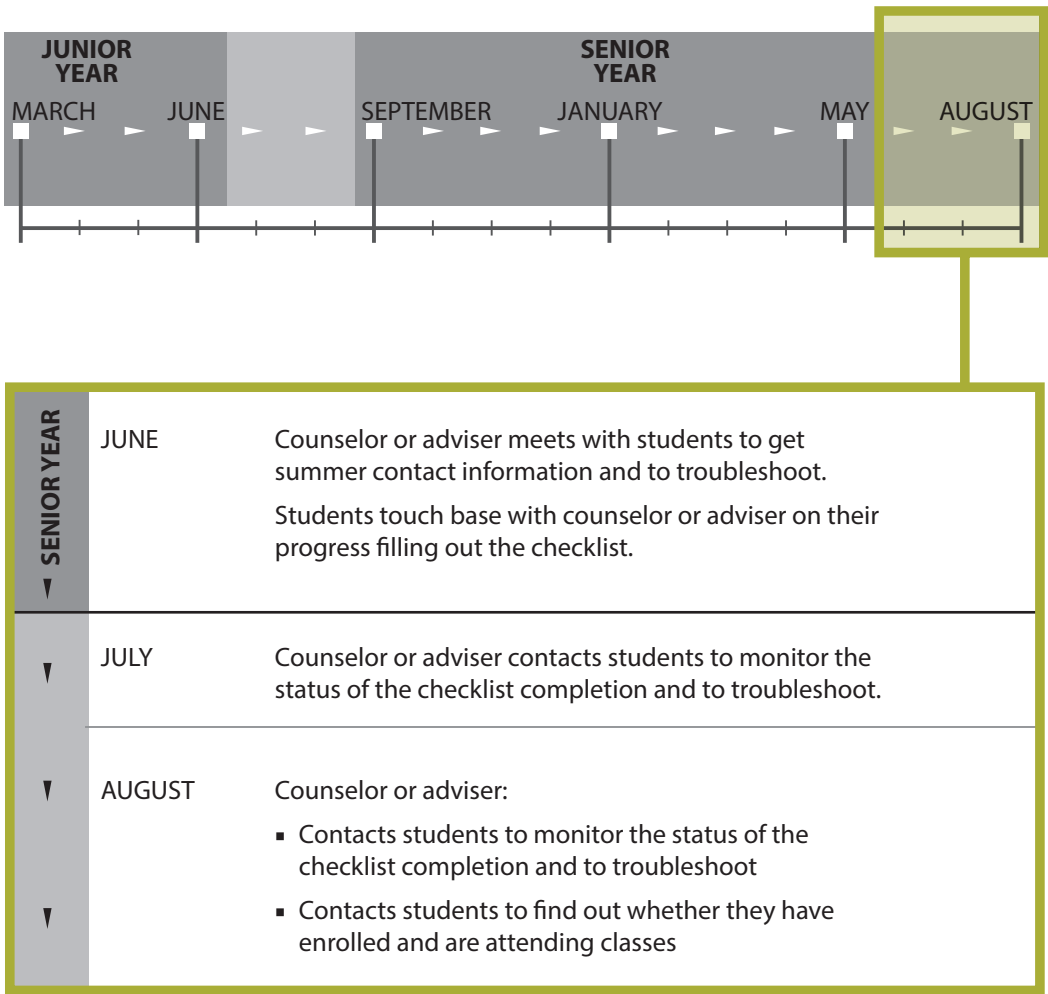 JUNIOR
YEAR
SENIOR
YEAR
MARCH
JUNE
SEPTEMBER
JANUARY
MAY
AUGUST
SENIOR YEAR
JUNE
Counselor or adviser meets with students to get
summer contact information and to troubleshoot.
Students touch base with counselor or adviser on their
progress filling out the checklist.
JULY
Counselor or adviser contacts students to monitor the
status of the checklist completion and to troubleshoot.
AUGUST
Counselor or adviser:
▪ Contacts students to monitor the status of the
checklist completion and to troubleshoot
▪ Contacts students to find out whether they have
enrolled and are attending classes